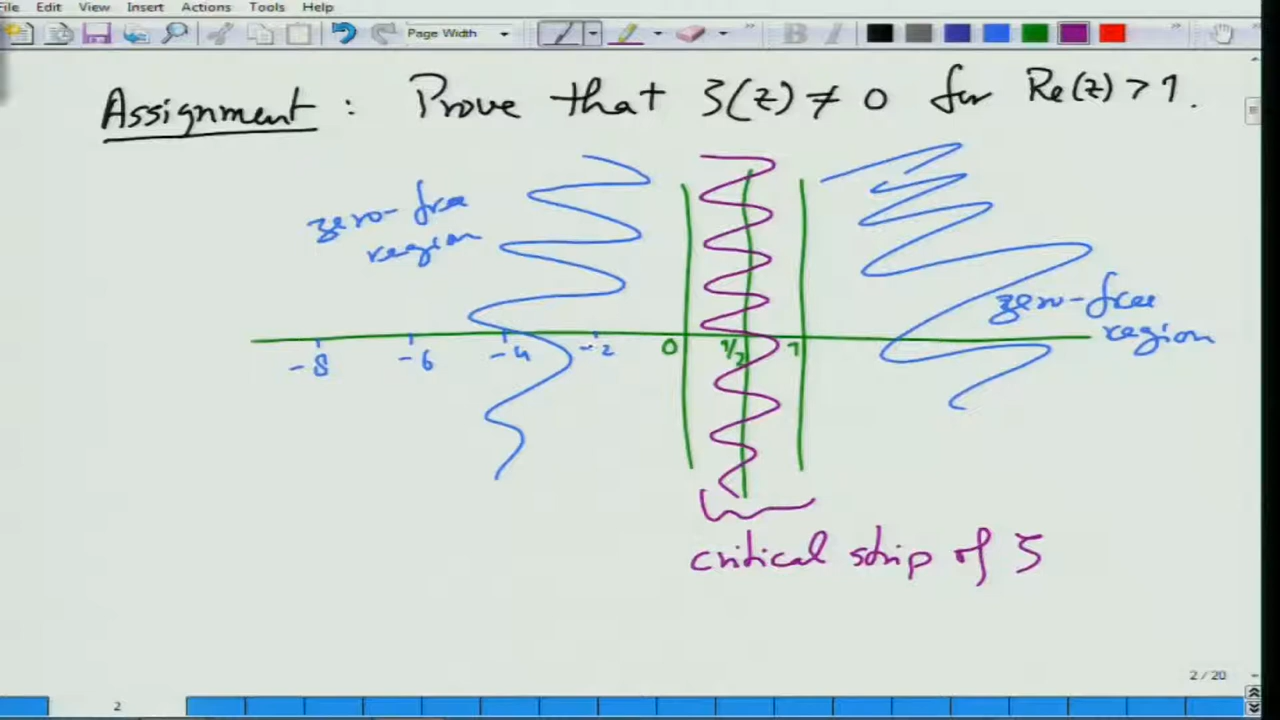 File Edit View Insert Actions Tools Help
Page Width
Assignment : Prove that ζ(z) ≠ 0 for Re(z) > 1.
zero-free
region
zero-free
region
-8 -6 -4 -2 0 1/2 1
critical strip of ζ
2 / 20
2